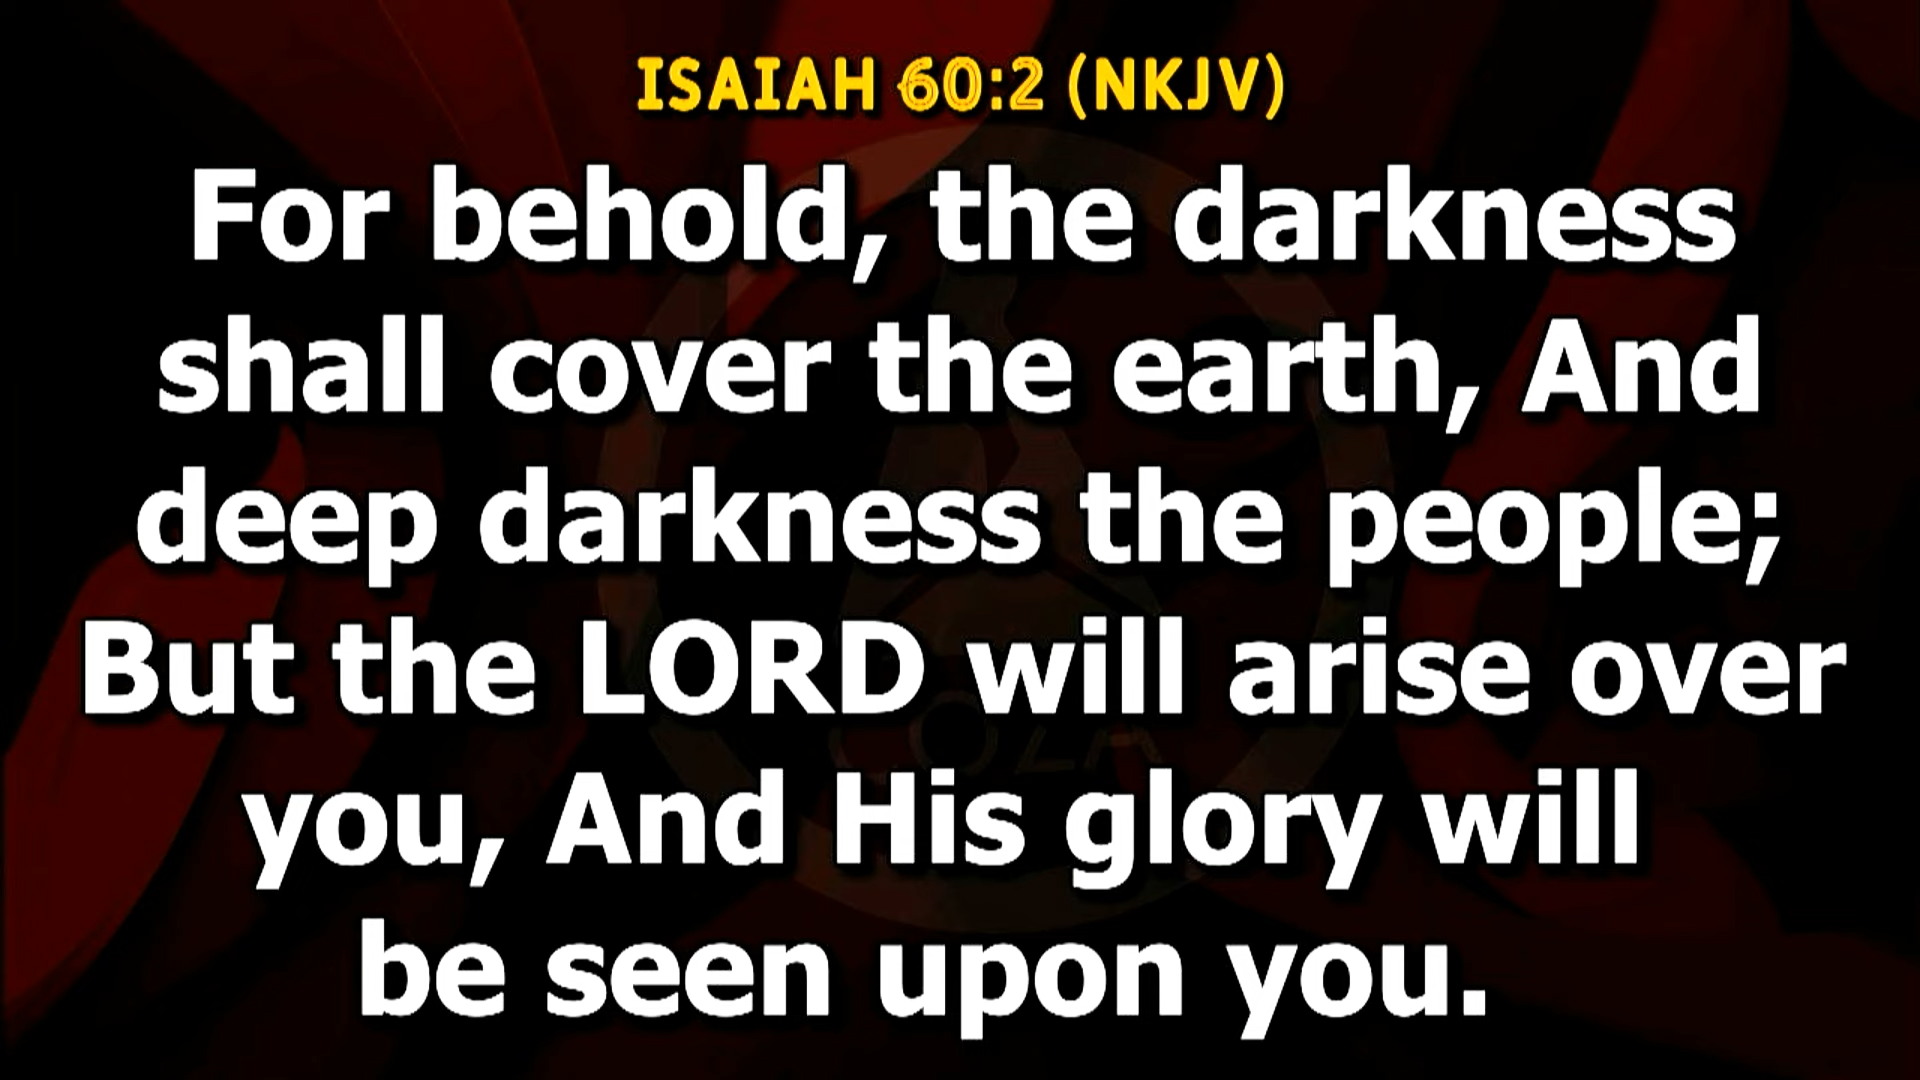 ISAIAH 60:2 (NKJV)
For behold, the darkness
shall cover the earth, And
deep darkness the people;
But the LORD will arise over
you, And His glory will
be seen upon you.
COZA